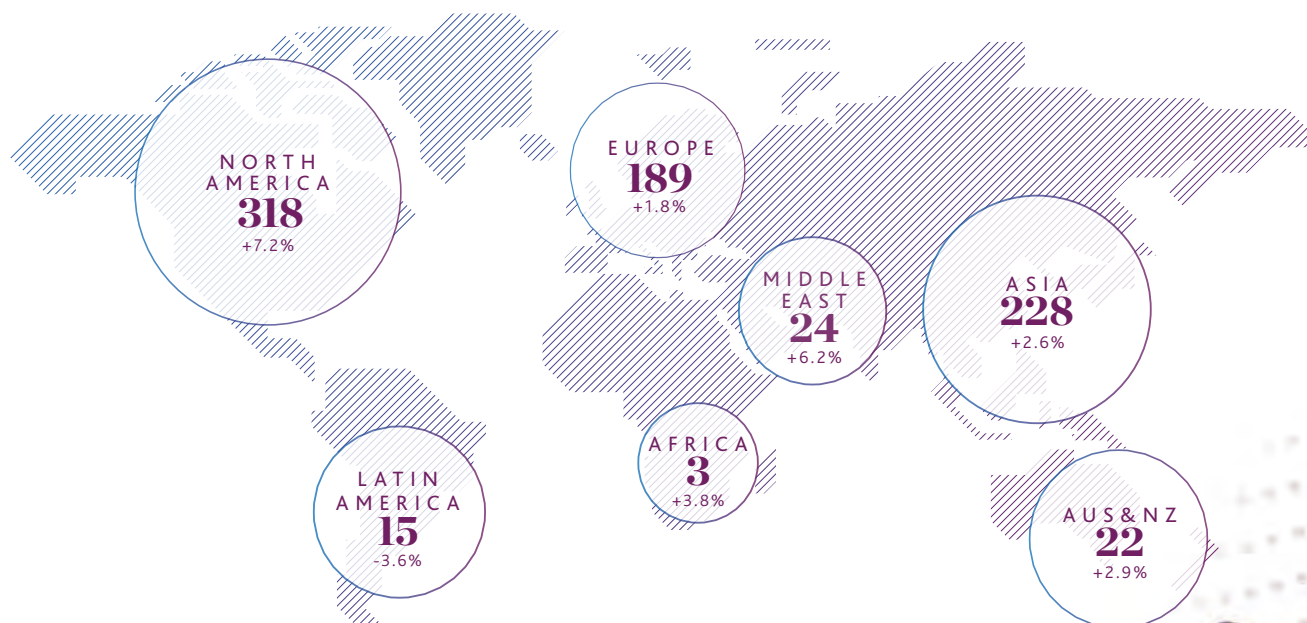 NORTH
AMERICA
318
+7.2%
EUROPE
189
+1.8%
MIDDLE
EAST
24
+6.2%
ASIA
228
+2.6%
LATIN
AMERICA
15
-3.6%
AFRICA
3
+3.8%
AUS&NZ
22
+2.9%